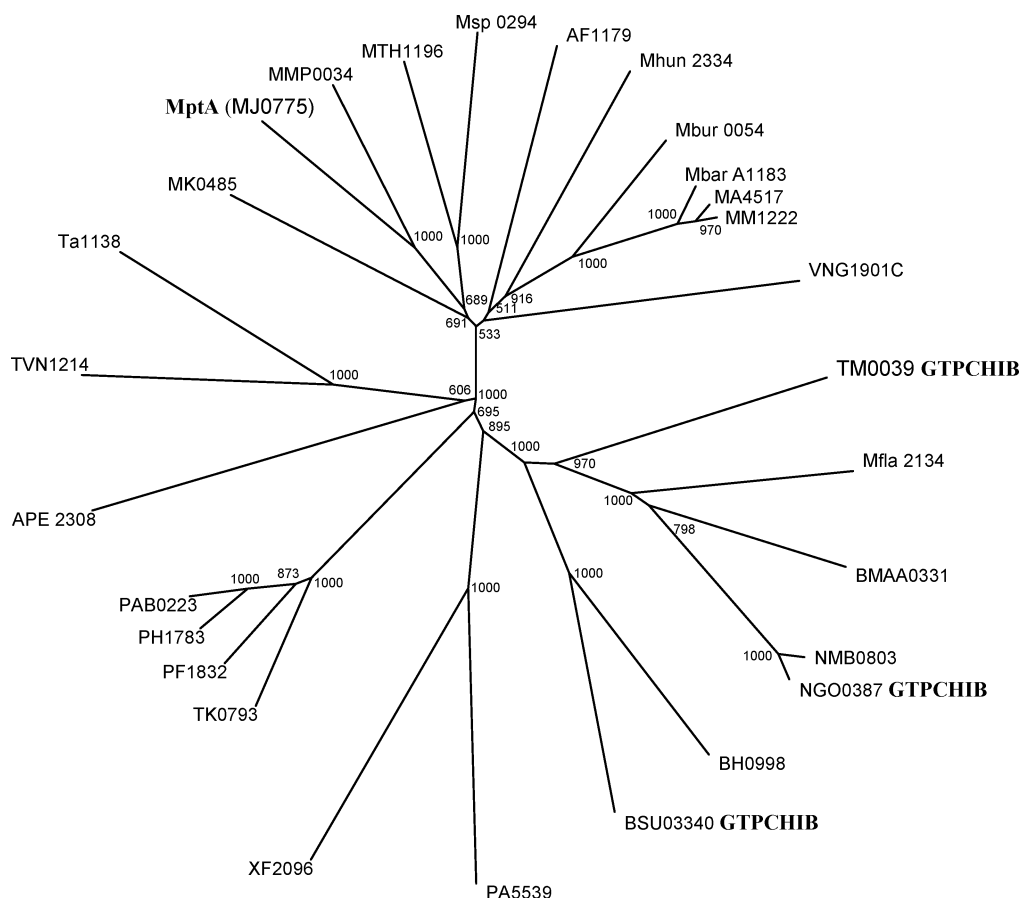 Msp 0294
AF1179
MTH1196
Mhun 2334
MMP0034
MptA (MJ0775)
Mbur 0054
Mbar A1183
MK0485
MA4517
1000
MM1222
970
1000
1000
Ta1138
1000
VNG1901C
689
916
511
691
533
TVN1214
1000
TM0039 GTPCHIB
606
1000
695
895
1000
970
Mfla 2134
1000
APE 2308
798
873
1000
1000
1000
1000
BMAA0331
PAB0223
PH1783
1000
NMB0803
PF1832
NGO0387 GTPCHIB
TK0793
BH0998
BSU03340 GTPCHIB
XF2096
PA5539